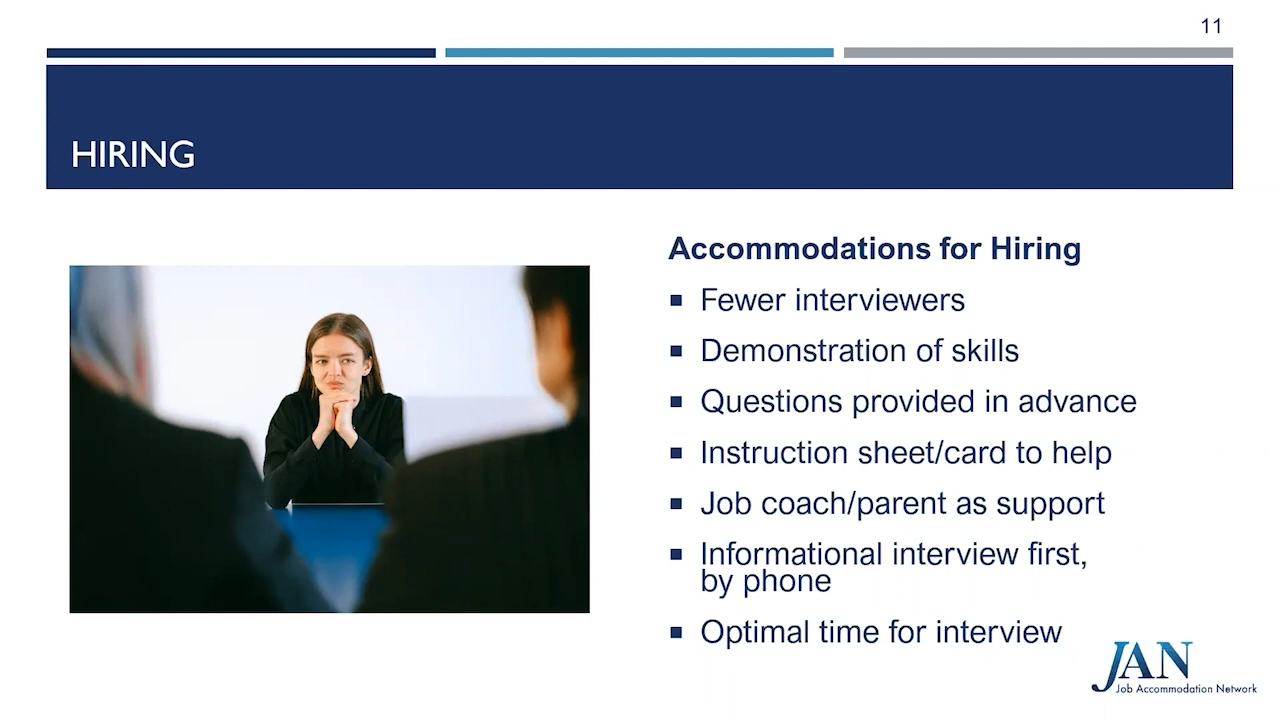 11
HIRING
Accommodations for Hiring
▪ Fewer interviewers
▪ Demonstration of skills
▪ Questions provided in advance
▪ Instruction sheet/card to help
▪ Job coach/parent as support
▪ Informational interview first,
by phone
▪ Optimal time for interview
JAN
Job Accommodation Network